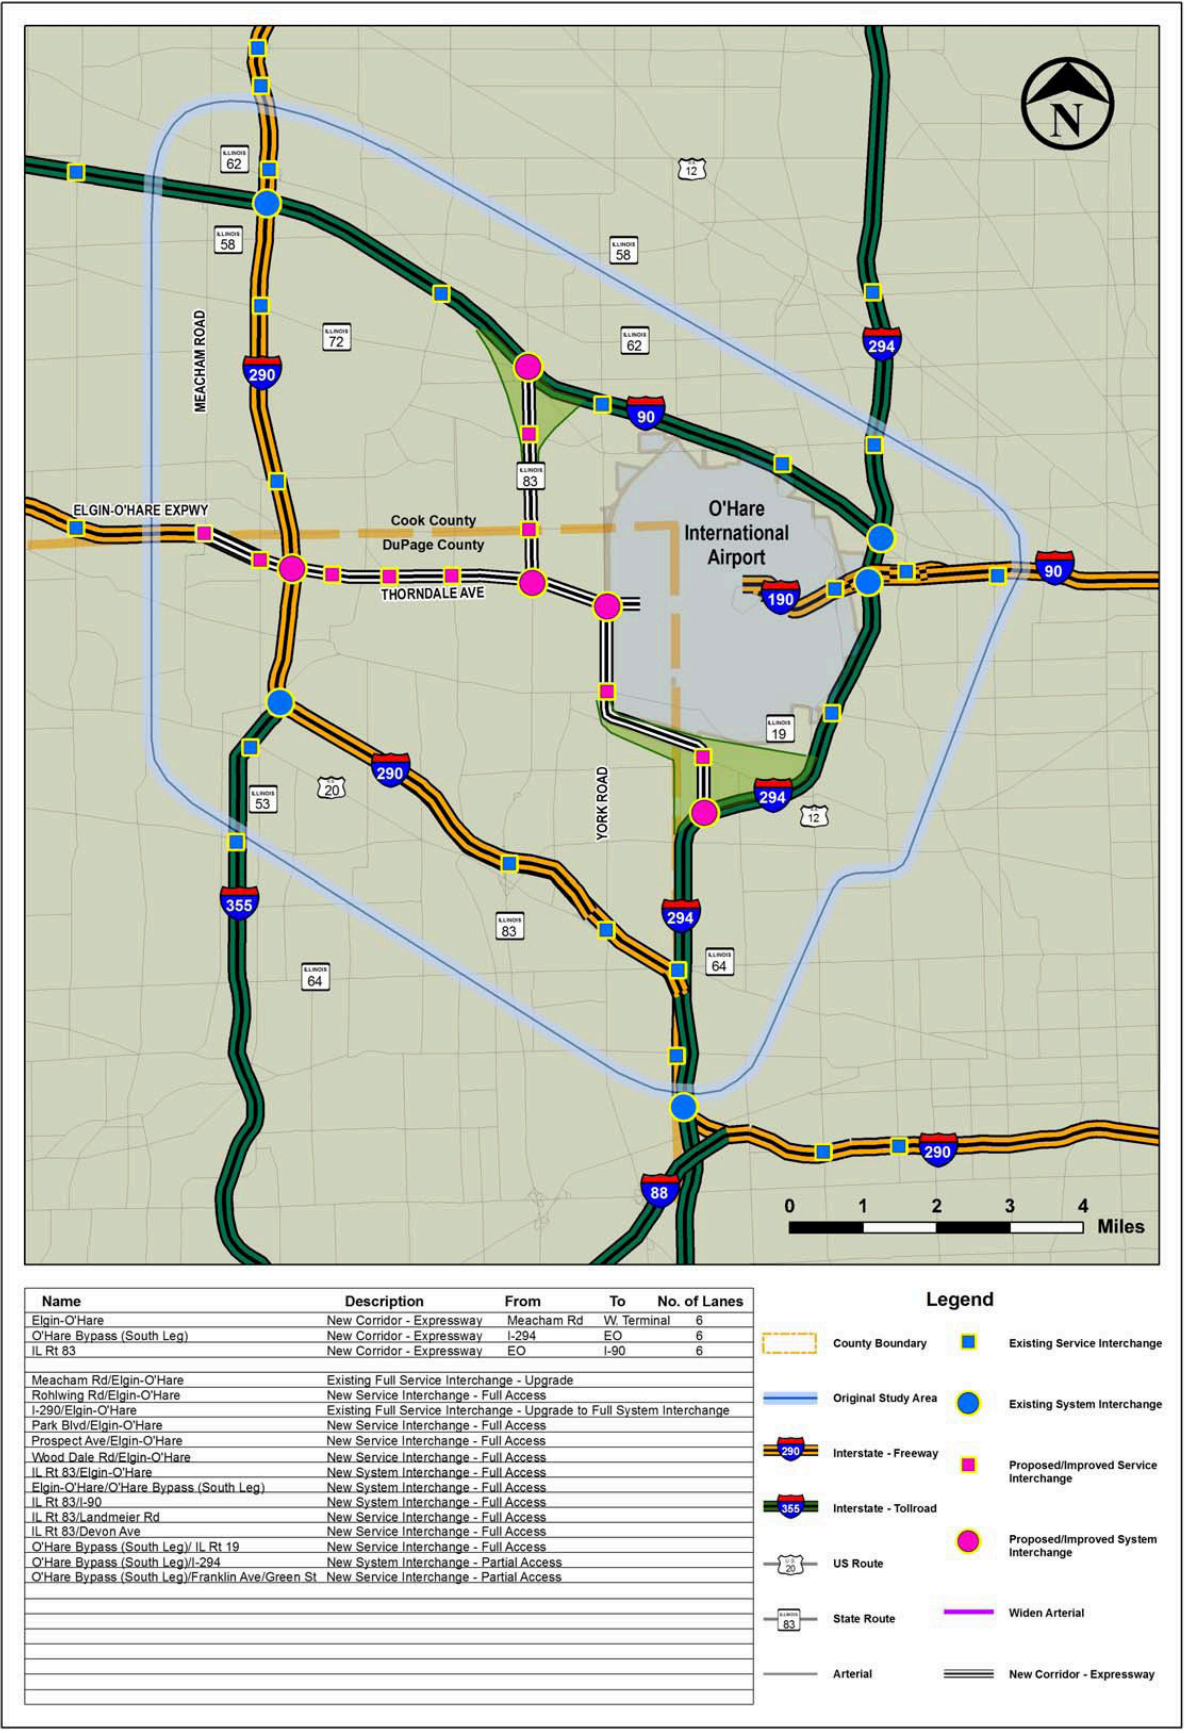 N
ILLINOIS 62
U.S. 12
ILLINOIS 58
ILLINOIS 58
MEACHAM ROAD
ILLINOIS 72
ILLINOIS 62
294
290
90
ILLINOIS 83
ELGIN-O'HARE EXPWY
Cook County
DuPage County
O'Hare
International
Airport
THORNDALE AVE
190
90
ILLINOIS 19
290
U.S. 20
ILLINOIS 53
YORK ROAD
294
U.S. 12
355
294
ILLINOIS 83
ILLINOIS 64
ILLINOIS 64
290
88
0 1 2 3 4
Miles
Name Description From To No. of Lanes
Elgin-O'Hare New Corridor - Expressway Meacham Rd W. Terminal 6
O'Hare Bypass (South Leg) New Corridor - Expressway I-294 EO 6
IL Rt 83 New Corridor - Expressway EO I-90 6
Meacham Rd/Elgin-O'Hare Existing Full Service Interchange - Upgrade
Rohlwing Rd/Elgin-O'Hare New Service Interchange - Full Access
I-290/Elgin-O'Hare Existing Full Service Interchange - Upgrade to Full System Interchange
Park Blvd/Elgin-O'Hare New Service Interchange - Full Access
Prospect Ave/Elgin-O'Hare New Service Interchange - Full Access
Wood Dale Rd/Elgin-O'Hare New Service Interchange - Full Access
IL Rt 83/Elgin-O'Hare New System Interchange - Full Access
Elgin-O'Hare/O'Hare Bypass (South Leg) New System Interchange - Full Access
IL Rt 83/I-90 New System Interchange - Full Access
IL Rt 83/Landmeier Rd New Service Interchange - Full Access
IL Rt 83/Devon Ave New Service Interchange - Full Access
O'Hare Bypass (South Leg)/ IL Rt 19 New Service Interchange - Full Access
O'Hare Bypass (South Leg)/I-294 New System Interchange - Partial Access
O'Hare Bypass (South Leg)/Franklin Ave/Green St New Service Interchange - Partial Access
Legend
County Boundary
Existing Service Interchange
Original Study Area
Existing System Interchange
290 Interstate - Freeway
Proposed/Improved Service
Interchange
355 Interstate - Tollroad
Proposed/Improved System
Interchange
U.S. 20 US Route
ILLINOIS 83 State Route
Widen Arterial
Arterial
New Corridor - Expressway